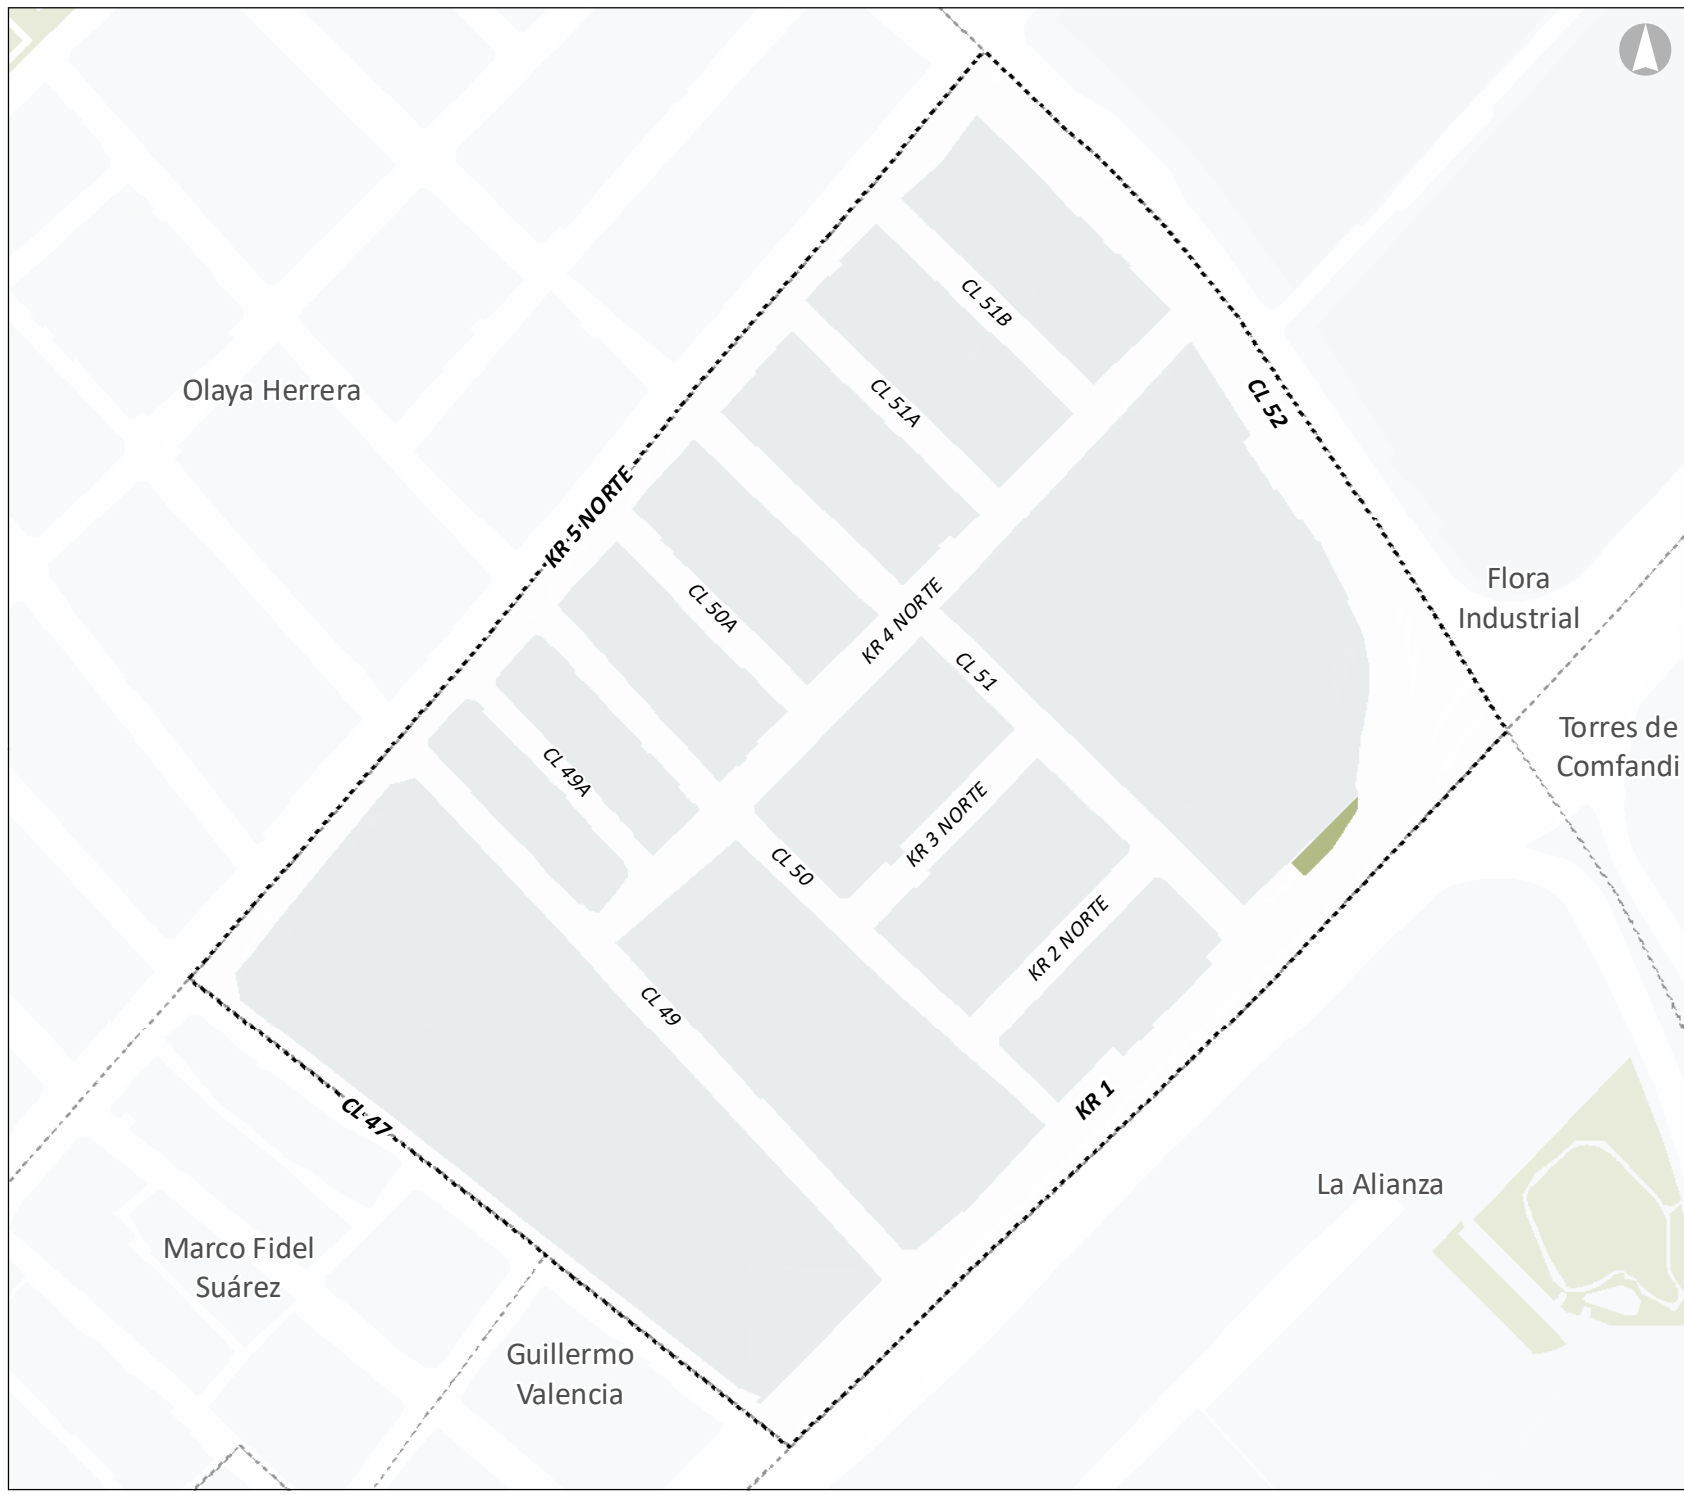 CL 51B
Olaya Herrera
CL 51A
CL 52
KR 5 NORTE
Flora
Industrial
CL 50A
KR 4 NORTE
CL 51
Torres de
Comfandi
CL 49A
KR 3 NORTE
CL 50
KR 2 NORTE
CL 49
KR 1
CL 47
La Alianza
Marco Fidel
Suárez
Guillermo
Valencia